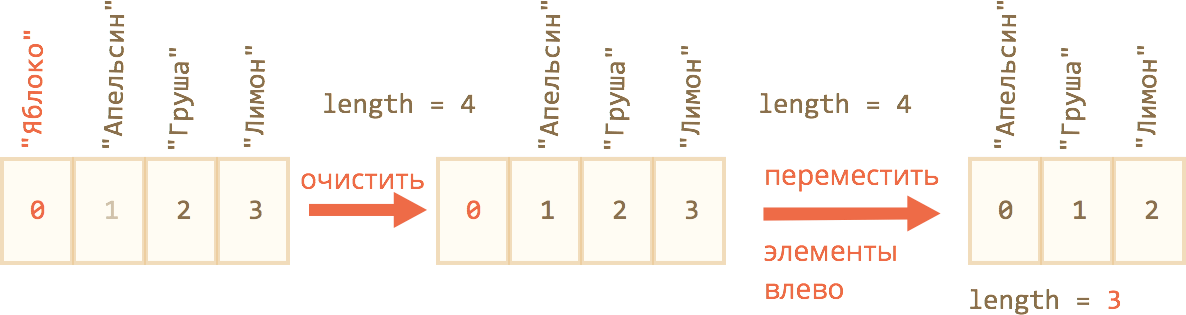 "Яблоко"
"Апельсин"
"Груша"
"Лимон"
0
1
2
3
length = 4
очистить
"Апельсин"
"Груша"
"Лимон"
0
1
2
3
length = 4
переместить
элементы
влево
"Апельсин"
"Груша"
"Лимон"
0
1
2
length = 3